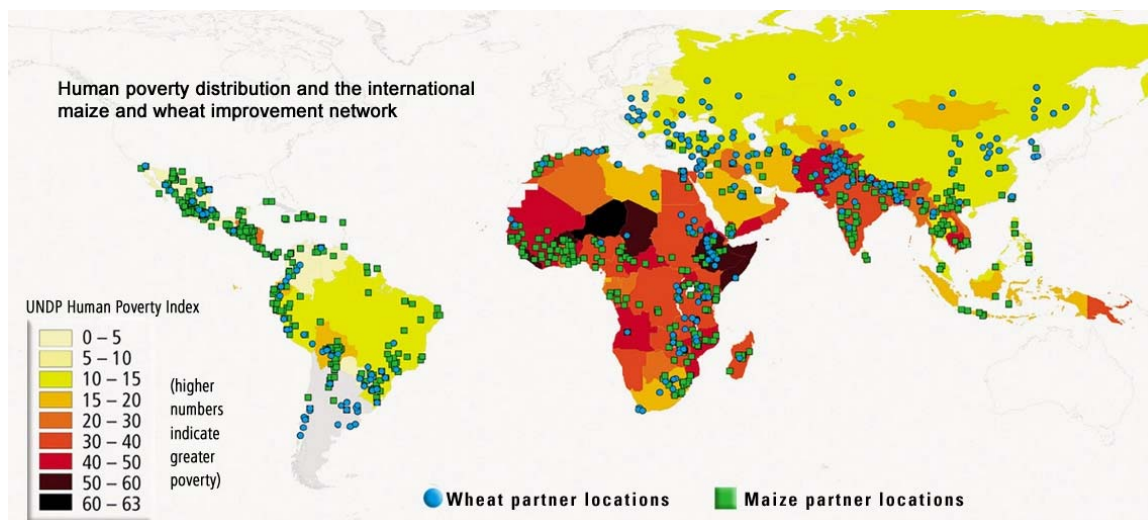 Human poverty distribution and the international
maize and wheat improvement network
UNDP Human Poverty Index
0 – 5
5 – 10
10 – 15
15 – 20
20 – 30
30 – 40
40 – 50
50 – 60
60 – 63
(higher
numbers
indicate
greater
poverty)
Wheat partner locations
Maize partner locations